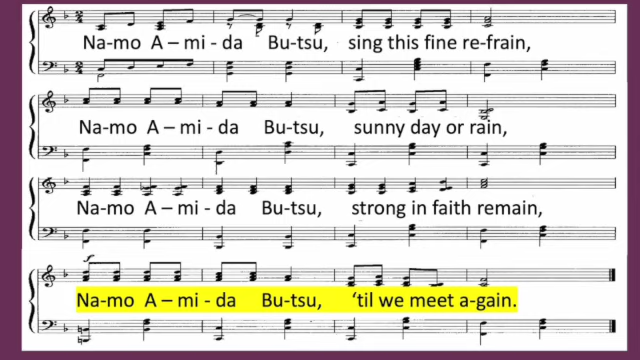 Na-mo A – mi - da Bu-tsu, sing this fine re-frain,
Na-mo A – mi - da Bu-tsu, sunny day or rain,
Na-mo A – mi - da Bu-tsu, strong in faith remain,
Na-mo A – mi - da Bu-tsu, ‘til we meet a-gain.